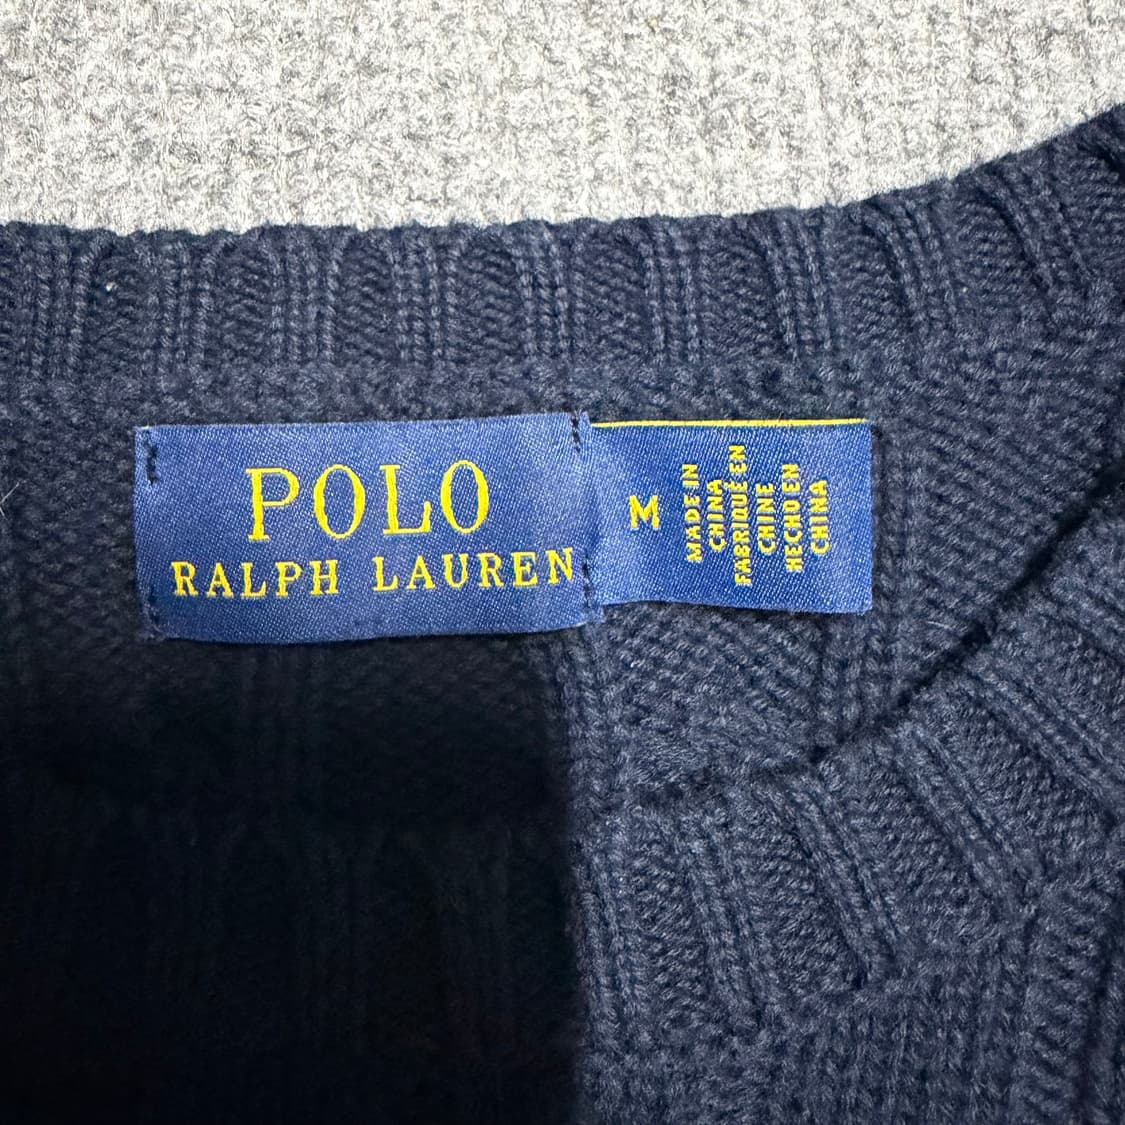 POLO
RALPH LAUREN
M
MADE IN
CHINA
FABRIQUÉ EN
CHINE
HECHO EN
CHINA